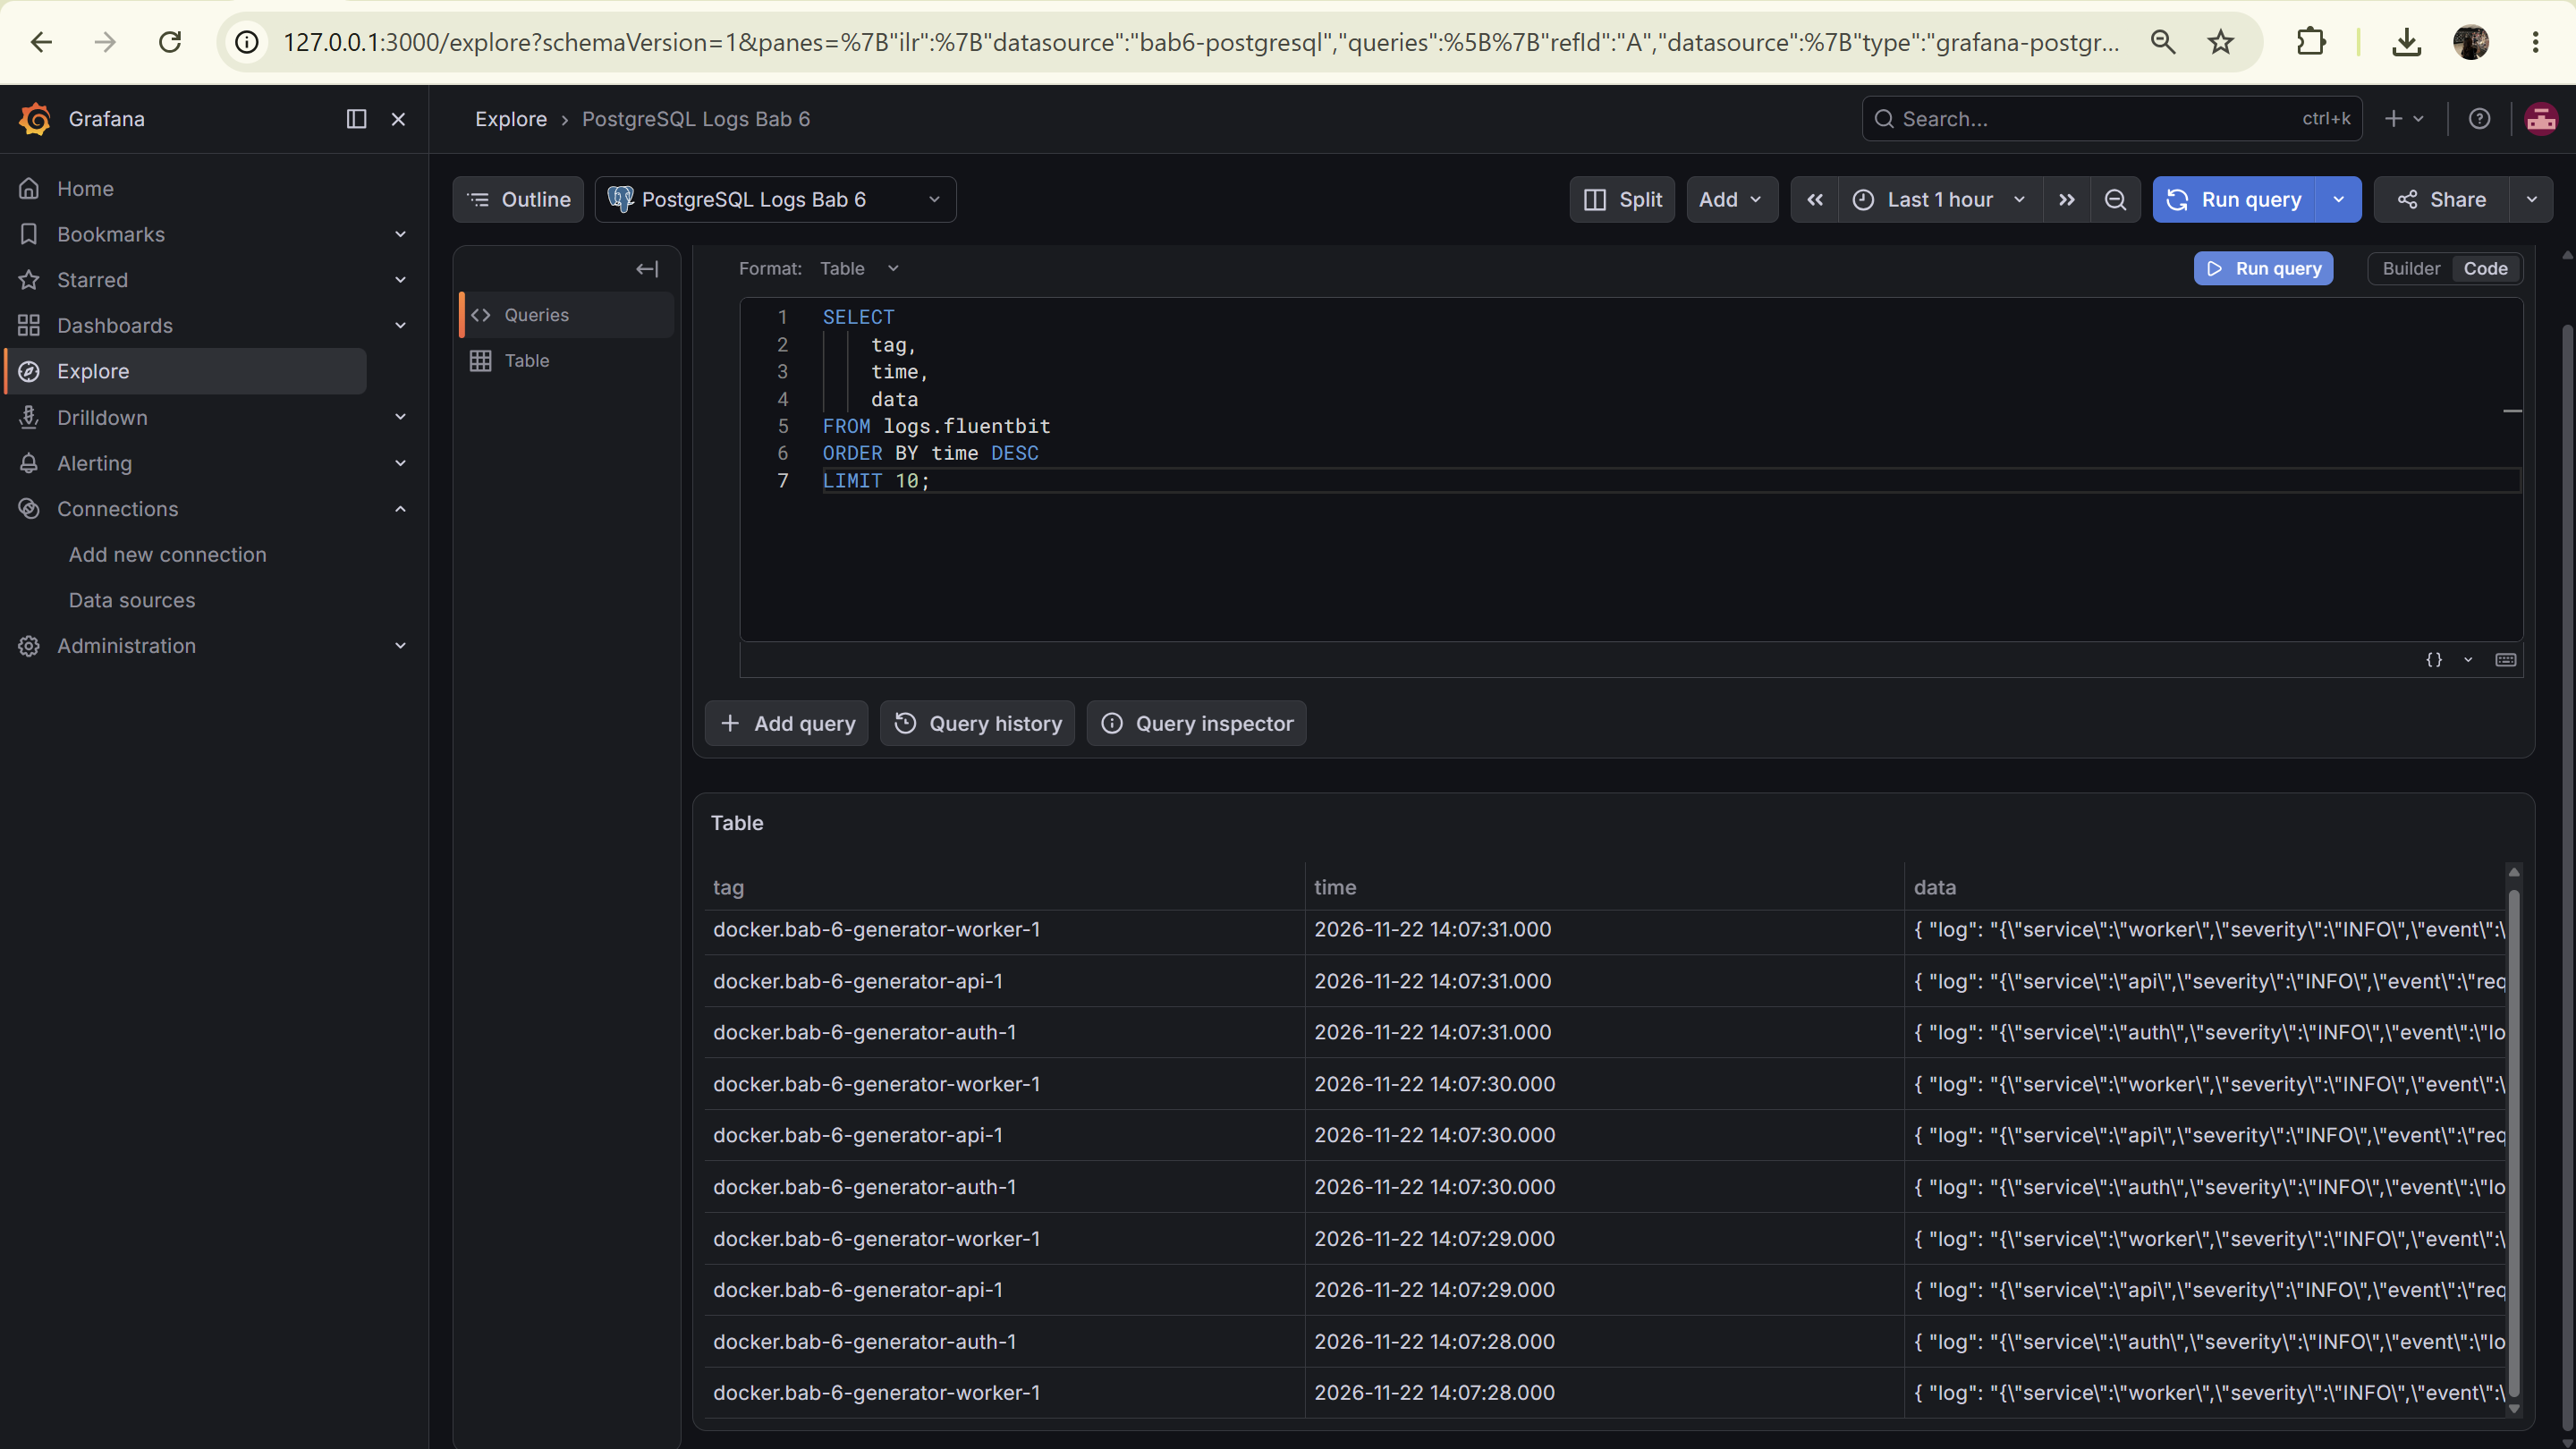 127.0.0.1:3000/explore?schemaVersion=1&panes=%7B"ilr":%7B"datasource":"bab6-postgresql","queries":%5B%7B"refId":"A","datasource":%7B"type":"grafana-postgr...
Grafana
Explore › PostgreSQL Logs Bab 6
Search...
ctrl+k
Home
Bookmarks
Starred
Dashboards
Explore
Drilldown
Alerting
Connections
Add new connection
Data sources
Administration
Outline
PostgreSQL Logs Bab 6
Split
Add
Last 1 hour
Run query
Share
Queries
Table
Format: Table
Run query
Builder
Code
1 SELECT
2 tag,
3 time,
4 data
5 FROM logs.fluentbit
6 ORDER BY time DESC
7 LIMIT 10;
{}
Add query
Query history
Query inspector
Table
tag time data
docker.bab-6-generator-worker-1 2026-11-22 14:07:31.000 { "log": "{\"service\":\"worker\",\"severity\":\"INFO\",\"event\":\
docker.bab-6-generator-api-1 2026-11-22 14:07:31.000 { "log": "{\"service\":\"api\",\"severity\":\"INFO\",\"event\":\"req
docker.bab-6-generator-auth-1 2026-11-22 14:07:31.000 { "log": "{\"service\":\"auth\",\"severity\":\"INFO\",\"event\":\"lo
docker.bab-6-generator-worker-1 2026-11-22 14:07:30.000 { "log": "{\"service\":\"worker\",\"severity\":\"INFO\",\"event\":\
docker.bab-6-generator-api-1 2026-11-22 14:07:30.000 { "log": "{\"service\":\"api\",\"severity\":\"INFO\",\"event\":\"req
docker.bab-6-generator-auth-1 2026-11-22 14:07:30.000 { "log": "{\"service\":\"auth\",\"severity\":\"INFO\",\"event\":\"lo
docker.bab-6-generator-worker-1 2026-11-22 14:07:29.000 { "log": "{\"service\":\"worker\",\"severity\":\"INFO\",\"event\":\
docker.bab-6-generator-api-1 2026-11-22 14:07:29.000 { "log": "{\"service\":\"api\",\"severity\":\"INFO\",\"event\":\"req
docker.bab-6-generator-auth-1 2026-11-22 14:07:28.000 { "log": "{\"service\":\"auth\",\"severity\":\"INFO\",\"event\":\"lo
docker.bab-6-generator-worker-1 2026-11-22 14:07:28.000 { "log": "{\"service\":\"worker\",\"severity\":\"INFO\",\"event\":\